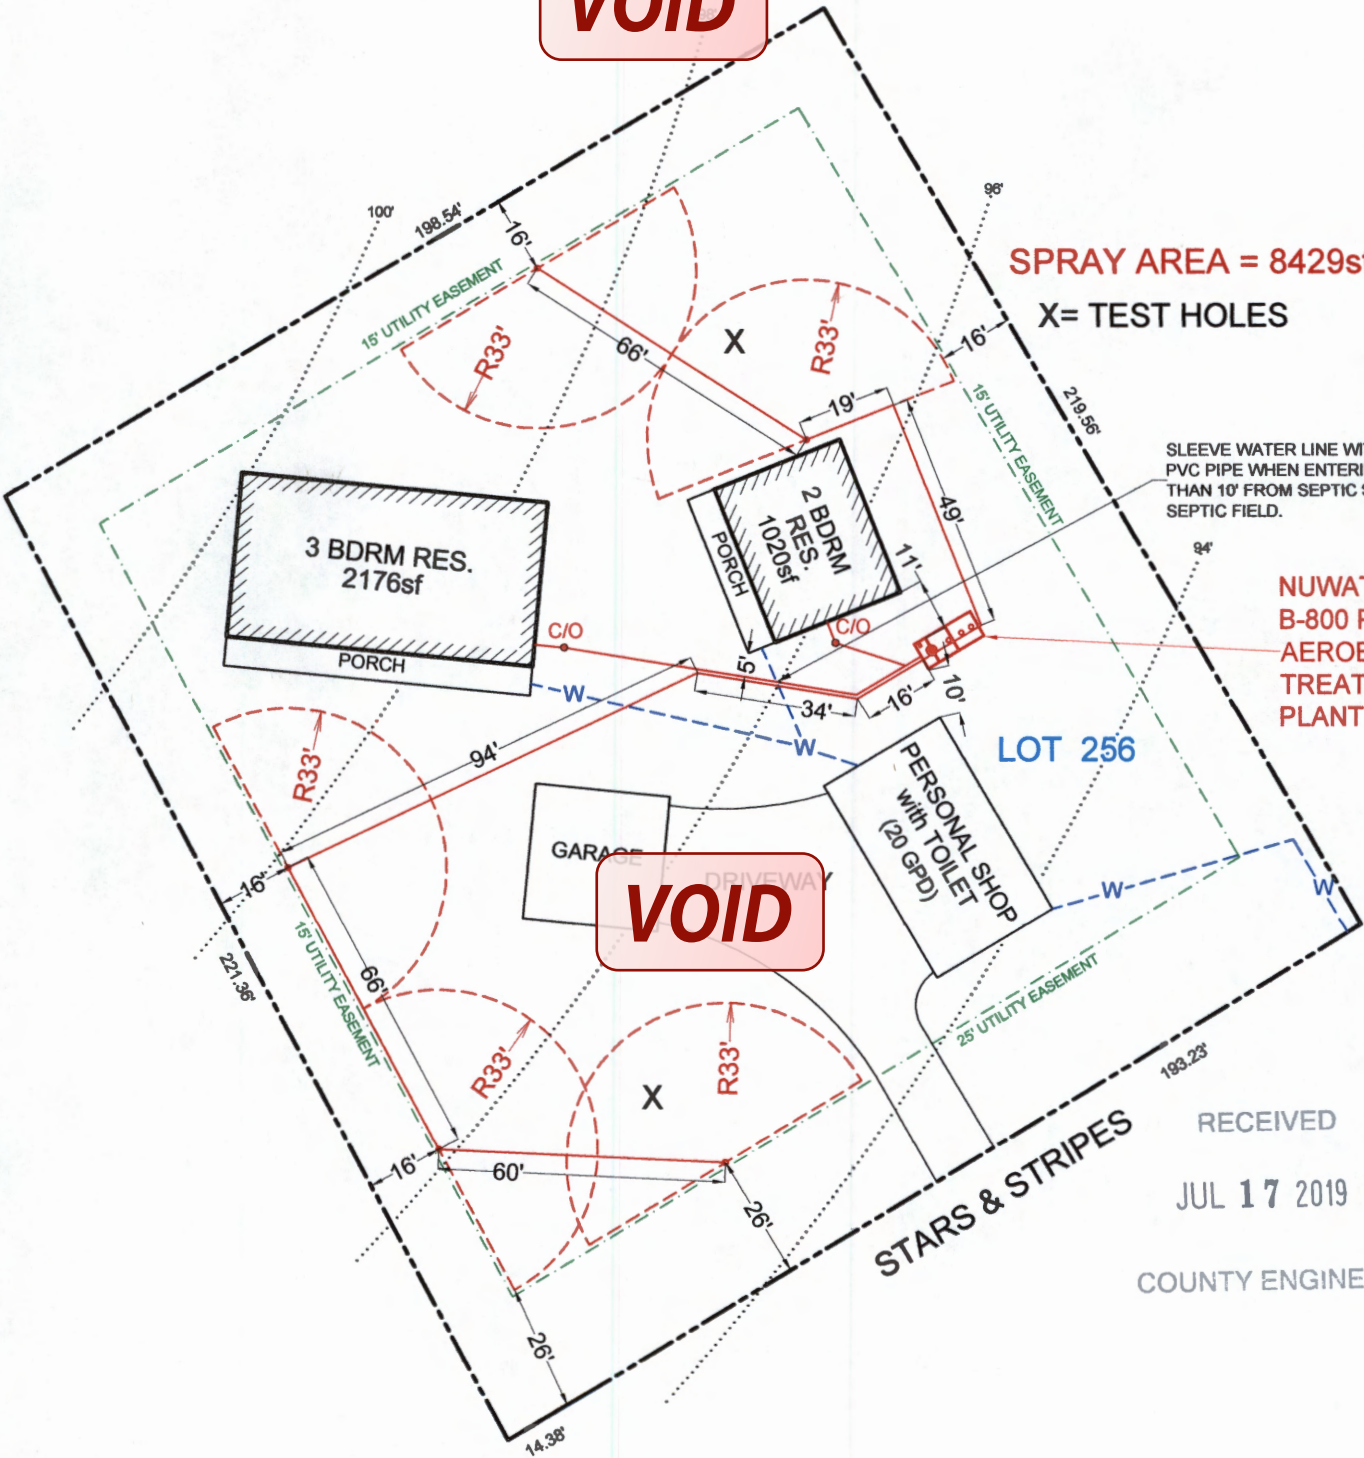 VOID
98'
100'
198.54'
16'
96'
SPRAY AREA = 8429s
X= TEST HOLES
15' UTILITY EASEMENT
R33'
66'
X
R33'
16'
219.56'
19'
15' UTILITY EASEMENT
SLEEVE WATER LINE WI
PVC PIPE WHEN ENTERI
THAN 10' FROM SEPTIC S
SEPTIC FIELD.
49'
2 BDRM
RES.
1020sf
PORCH
3 BDRM RES.
2176sf
PORCH
11'
94'
NUWAT
B-800 F
AEROB
TREAT
PLANT
C/O
C/O
5'
W
34'
16'
10'
W
LOT 256
94'
R33'
PERSONAL SHOP
with TOILET
(20 GPD)
GARAGE
DRIVEWAY
VOID
W
W
16'
15' UTILITY EASEMENT
221.36'
66'
25' UTILITY EASEMENT
R33'
X
R33'
193.23'
16'
60'
26'
STARS & STRIPES
RECEIVED
JUL 17 2019
COUNTY ENGINE
26'
14.38'